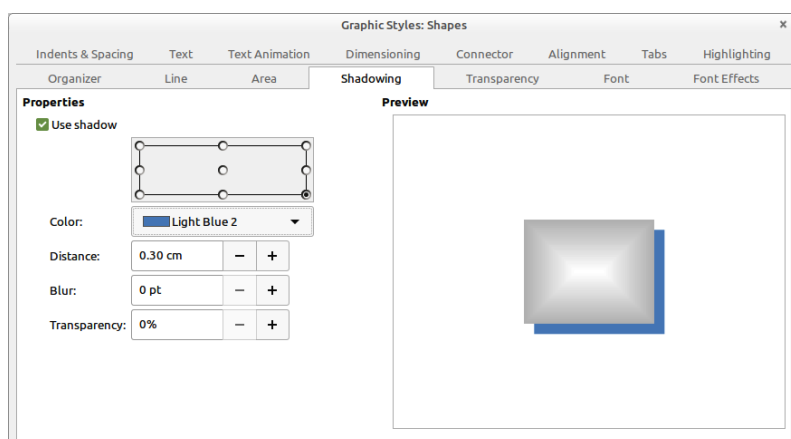 Graphic Styles: Shapes x
Indents & Spacing Text Text Animation Dimensioning Connector Alignment Tabs Highlighting
Organizer Line Area Shadowing Transparency Font Font Effects
Properties Preview
Use shadow
Color: Light Blue 2
Distance: 0.30 cm − +
Blur: 0 pt − +
Transparency: 0% − +